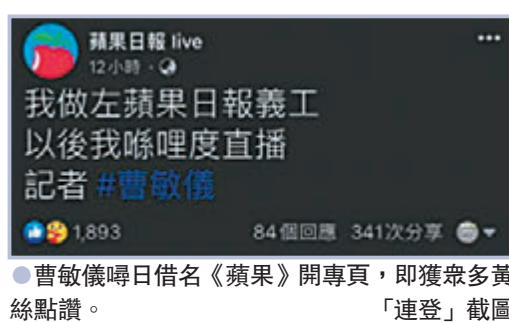 蘋果日報 live
12小時 ·
我做左蘋果日報義工
以後我喺哩度直播
記者 #曹敏儀
1,893 84個回應 341次分享
●曹敏儀噚日借名《蘋果》開專頁，即獲眾多黃
絲點讚。 「連登」截圖